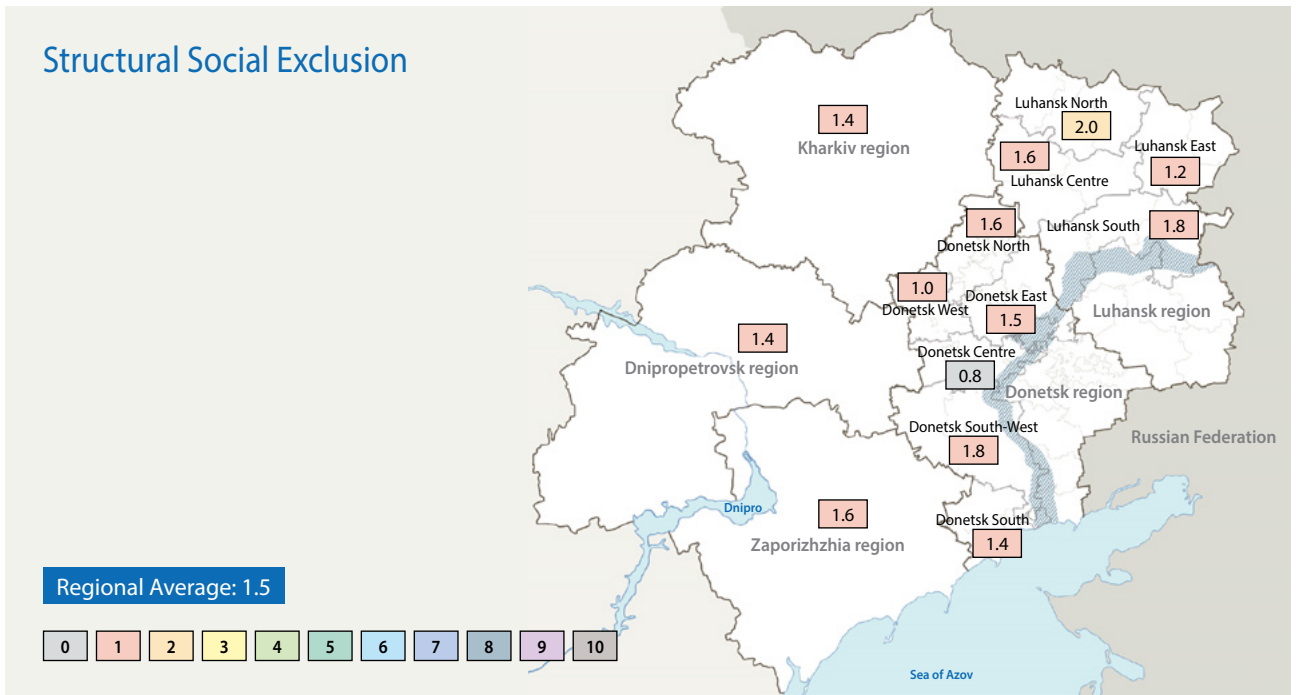 Structural Social Exclusion
Luhansk North
2.0
1.4
Kharkiv region
1.6
Luhansk Centre
Luhansk East
1.2
1.6
Donetsk North
Luhansk South
1.8
1.0
Donetsk West
Donetsk East
1.5
Luhansk region
1.4
Dnipropetrovsk region
Donetsk Centre
0.8
Donetsk region
Donetsk South-West
1.8
Russian Federation
Dnipro
1.6
Zaporizhzhia region
Donetsk South
1.4
Regional Average: 1.5
0 1 2 3 4 5 6 7 8 9 10
Sea of Azov